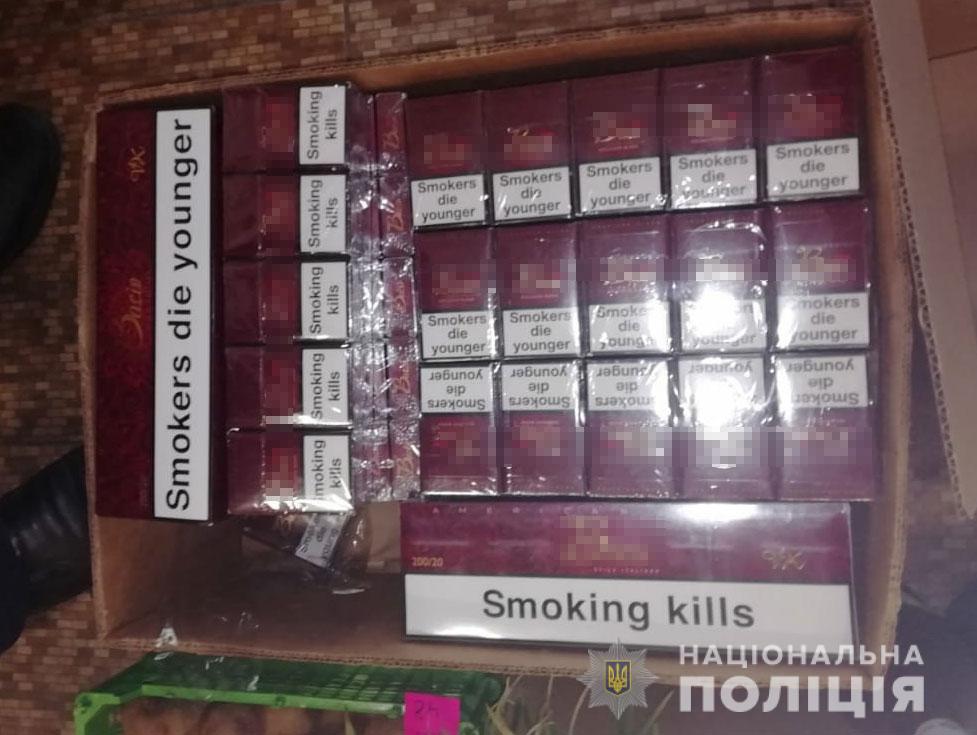 Smokers die younger
Smoking
kills
Smoking
kills
Smoking
kills
Smoking
kills
Smoking
kills
Smokers
die
younger
Smokers
die
younger
Smokers
die
younger
Smokers
die
younger
Smokers
die
younger
Smokers
die
younger
Smokers
die
younger
Smokers
die
younger
Smokers
die
younger
Smokers
die
younger
Smokers
die
younger
Smokers
die
younger
Smokers
die
younger
AMERICAN
200/20
Smoking kills
НАЦІОНАЛЬНА
ПОЛІЦІЯ